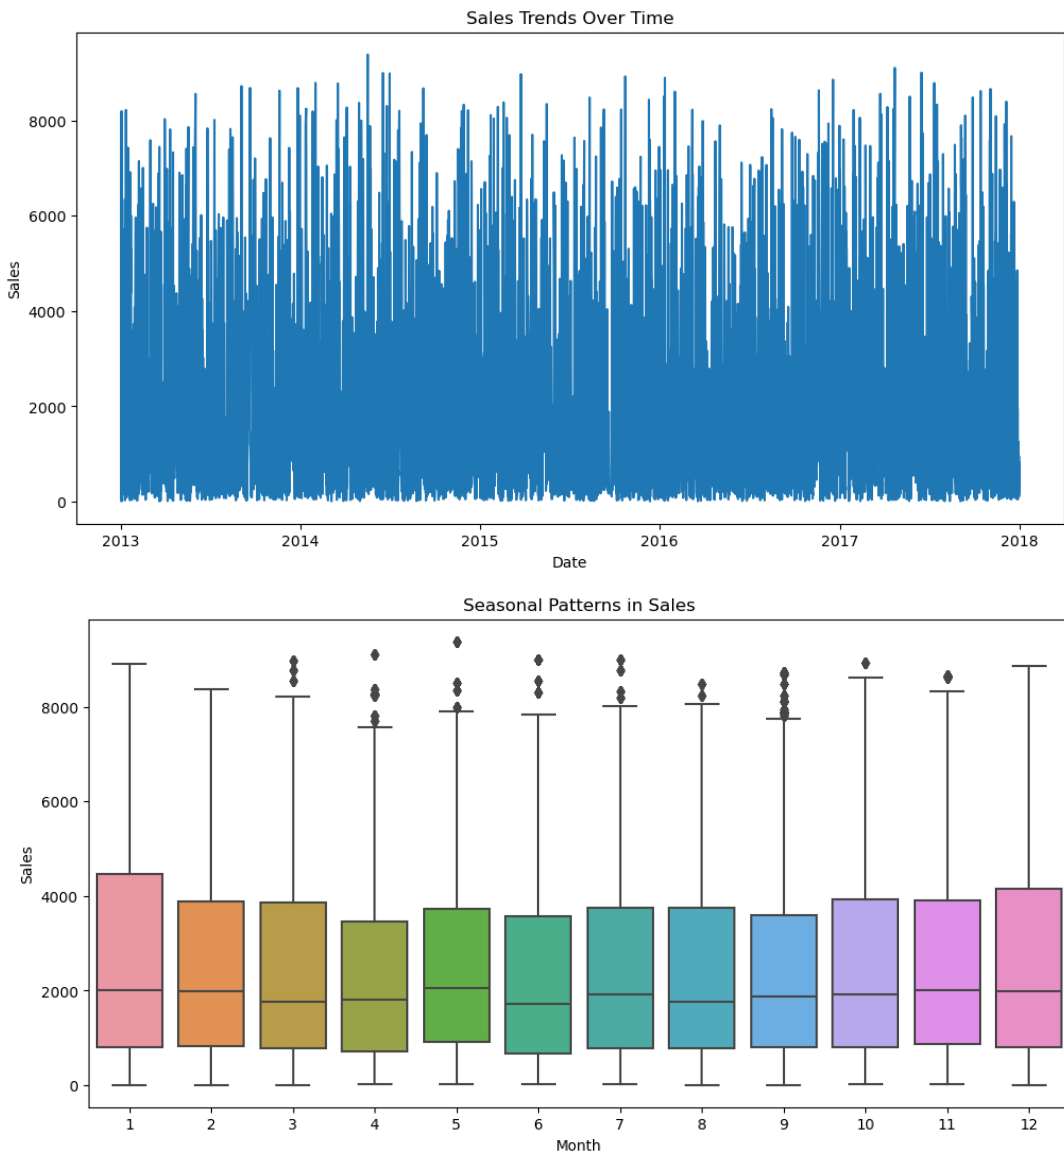 Sales Trends Over Time
8000
6000
4000
2000
0
Sales
2013 2014 2015 2016 2017 2018
Date
Seasonal Patterns in Sales
8000
6000
4000
2000
0
Sales
1 2 3 4 5 6 7 8 9 10 11 12
Month